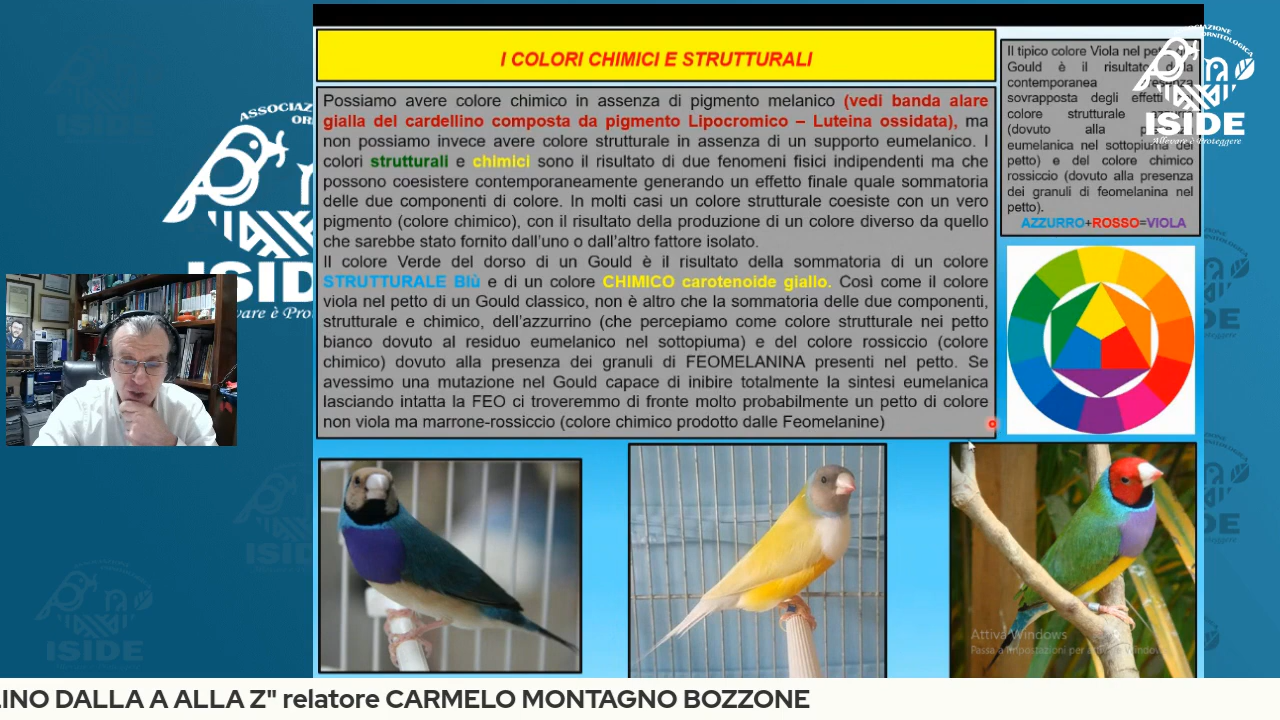 I COLORI CHIMICI E STRUTTURALI
Possiamo avere colore chimico in assenza di pigmento melanico (vedi banda alare
gialla del cardellino composta da pigmento Lipocromico – Luteina ossidata), ma
non possiamo invece avere colore strutturale in assenza di un supporto eumelanico. I
colori strutturali e chimici sono il risultato di due fenomeni fisici indipendenti ma che
possono coesistere contemporaneamente generando un effetto finale quale sommatoria
delle due componenti di colore. In molti casi un colore strutturale coesiste con un vero
pigmento (colore chimico), con il risultato della produzione di un colore diverso da quello
che sarebbe stato fornito dall'uno o dall'altro fattore isolato.
Il colore Verde del dorso di un Gould è il risultato della sommatoria di un colore
STRUTTURALE Blù e di un colore CHIMICO carotenoide giallo. Così come il colore
viola nel petto di un Gould classico, non è altro che la sommatoria delle due componenti,
strutturale e chimico, dell'azzurrino (che percepiamo come colore strutturale nei petto
bianco dovuto al residuo eumelanico nel sottopiuma) e del colore rossiccio (colore
chimico) dovuto alla presenza dei granuli di FEOMELANINA presenti nel petto. Se
avessimo una mutazione nel Gould capace di inibire totalmente la sintesi eumelanica
lasciando intatta la FEO ci troveremmo di fronte molto probabilmente un petto di colore
non viola ma marrone-rossiccio (colore chimico prodotto dalle Feomelanine)
Il tipico colore Viola nel
Gould è il risultato
contemporanea
sovrapposta degli effetti
colore strutturale
(dovuto alla
eumelanica nel sottopiuma del
petto) e del colore chimico
rossiccio (dovuto alla presenza
dei granuli di feomelanina nel
petto).
AZZURRO+ROSSO=VIOLA
ISIDE
Allevare e Proteggere
Attiva Windows
Passa a Impostazioni per
LINO DALLA A ALLA Z" relatore CARMELO MONTAGNO BOZZONE